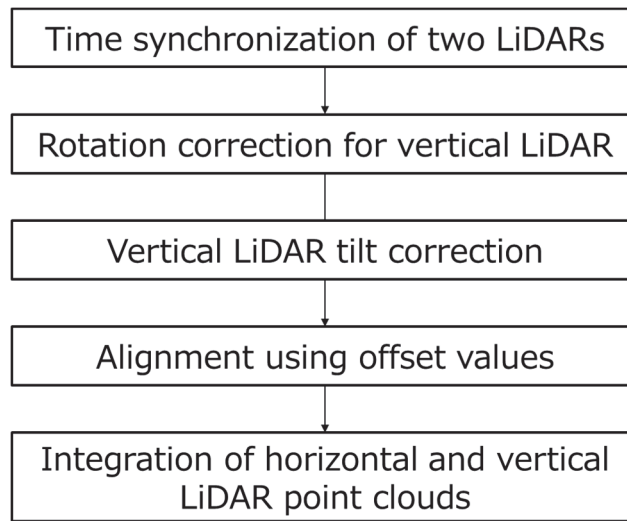 Time synchronization of two LiDARs
Rotation correction for vertical LiDAR
Vertical LiDAR tilt correction
Alignment using offset values
Integration of horizontal and vertical
LiDAR point clouds